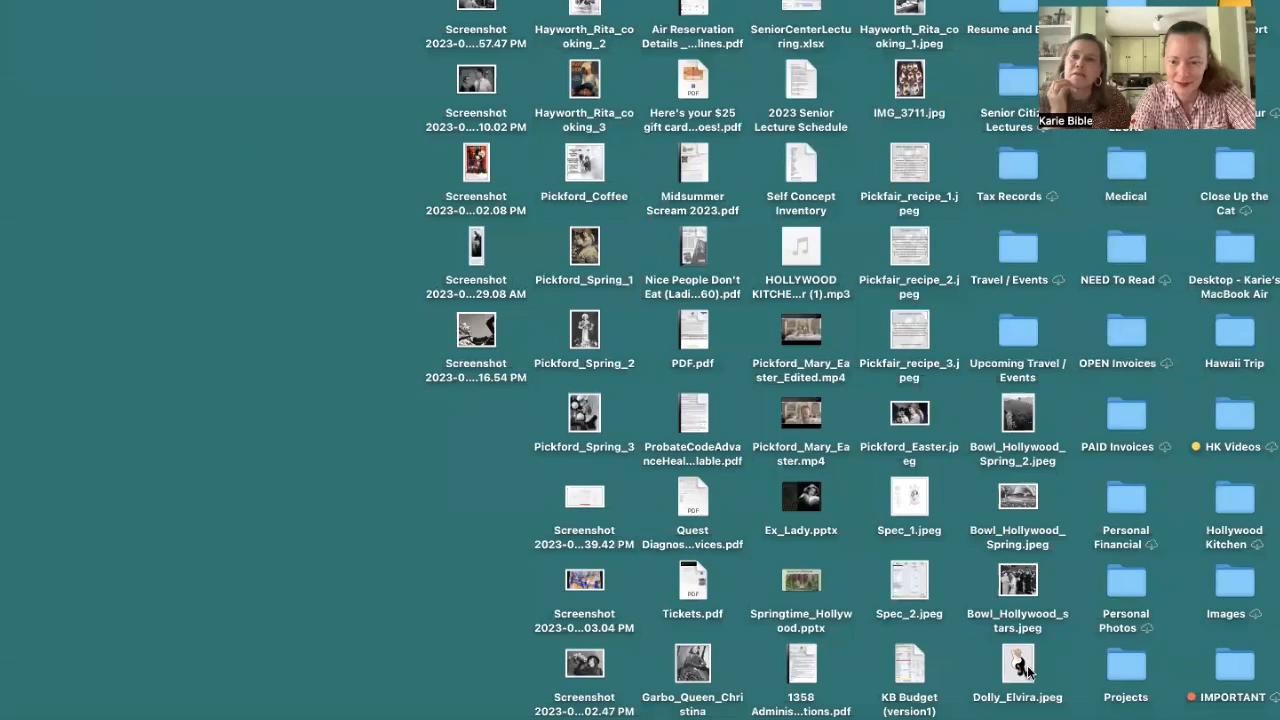 Screenshot
2023-0....57.47 PM
Hayworth_Rita_co
oking_2
Air Reservation
Details _...lines.pdf
SeniorCenterLectu
ring.xlsx
Hayworth_Rita_co
oking_1.jpeg
Resume and
Screenshot
2023-0....10.02 PM
Hayworth_Rita_co
oking_3
PDF
Here's your $25
gift card...oes!.pdf
2023 Senior
Lecture Schedule
IMG_3711.jpg
Senior Citi
Lectures
Karie Bible
Screenshot
2023-0...02.08 PM
Pickford_Coffee
Midsummer
Scream 2023.pdf
Self Concept
Inventory
Pickfair_recipe_1.j
peg
Tax Records
Medical
Close Up the
Cat
Screenshot
2023-0...29.08 AM
Pickford_Spring_1
Nice People Don't
Eat (Ladi...60).pdf
HOLLYWOOD
KITCHE...r (1).mp3
Pickfair_recipe_2.j
peg
Travel / Events
NEED To Read
Desktop - Karie's
MacBook Air
Screenshot
2023-0....16.54 PM
Pickford_Spring_2
PDF.pdf
Pickford_Mary_Ea
ster_Edited.mp4
Pickfair_recipe_3.j
peg
Upcoming Travel /
Events
OPEN Invoices
Hawaii Trip
Pickford_Spring_3
ProbateCodeAdva
nceHeal...lable.pdf
Pickford_Mary_Ea
ster.mp4
Pickford_Easter.jp
eg
Bowl_Hollywood_
Spring_2.jpeg
PAID Invoices
HK Videos
Screenshot
2023-0...39.42 PM
PDF
Quest
Diagnos...vices.pdf
Ex_Lady.pptx
Spec_1.jpeg
Bowl_Hollywood_
Spring.jpeg
Personal
Financial
Hollywood
Kitchen
Screenshot
2023-0...03.04 PM
PDF
Tickets.pdf
Springtime_Hollyw
ood.pptx
Spec_2.jpeg
Bowl_Hollywood_s
tars.jpeg
Personal
Photos
Images
Screenshot
2023-0...02.47 PM
Garbo_Queen_Chri
stina
1358
Adminis...tions.pdf
KB Budget
(version1)
Dolly_Elvira.jpeg
Projects
IMPORTANT